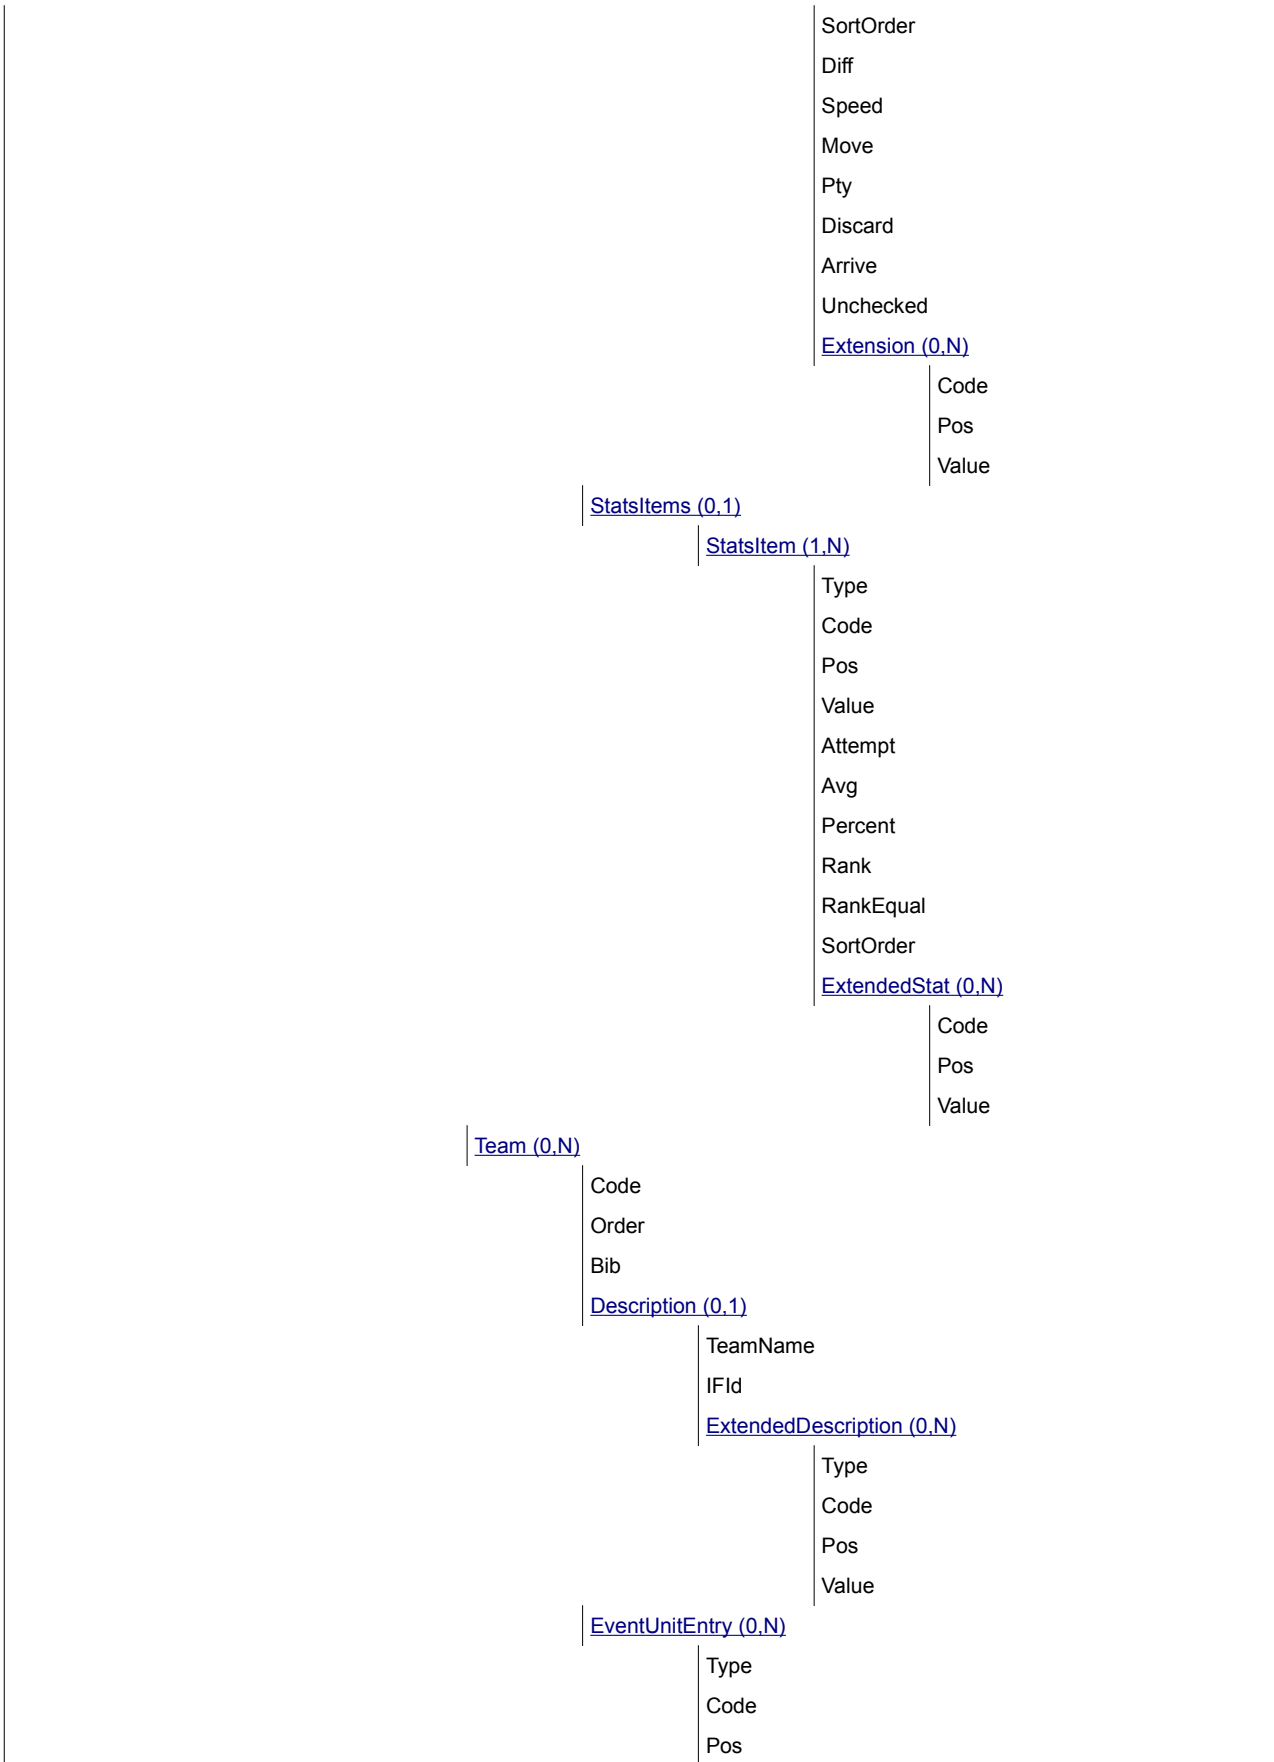 SortOrder
Diff
Speed
Move
Pty
Discard
Arrive
Unchecked
Extension (0,N)
Code
Pos
Value
StatsItems (0,1)
StatsItem (1,N)
Type
Code
Pos
Value
Attempt
Avg
Percent
Rank
RankEqual
SortOrder
ExtendedStat (0,N)
Code
Pos
Value
Team (0,N)
Code
Order
Bib
Description (0,1)
TeamName
IFId
ExtendedDescription (0,N)
Type
Code
Pos
Value
EventUnitEntry (0,N)
Type
Code
Pos